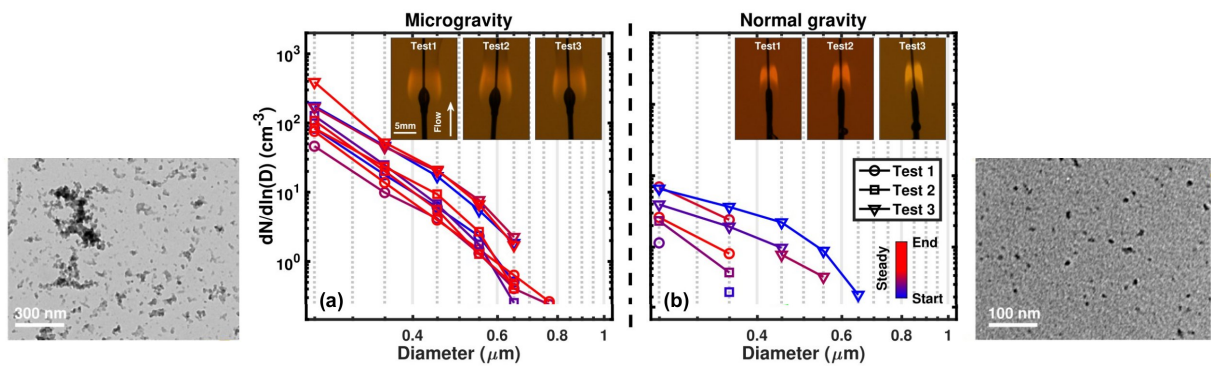 Microgravity
Normal gravity
Test1
Test2
Test3
5mm
Flow
Test1
Test2
Test3
dN/dln(D) (cm⁻³)
10³
10²
10¹
10⁰
(a)
0.4
0.6
0.8
1
Diameter (μm)
Test 1
Test 2
Test 3
Steady
End
Start
(b)
0.4
0.6
0.8
1
Diameter (μm)
300 nm
100 nm